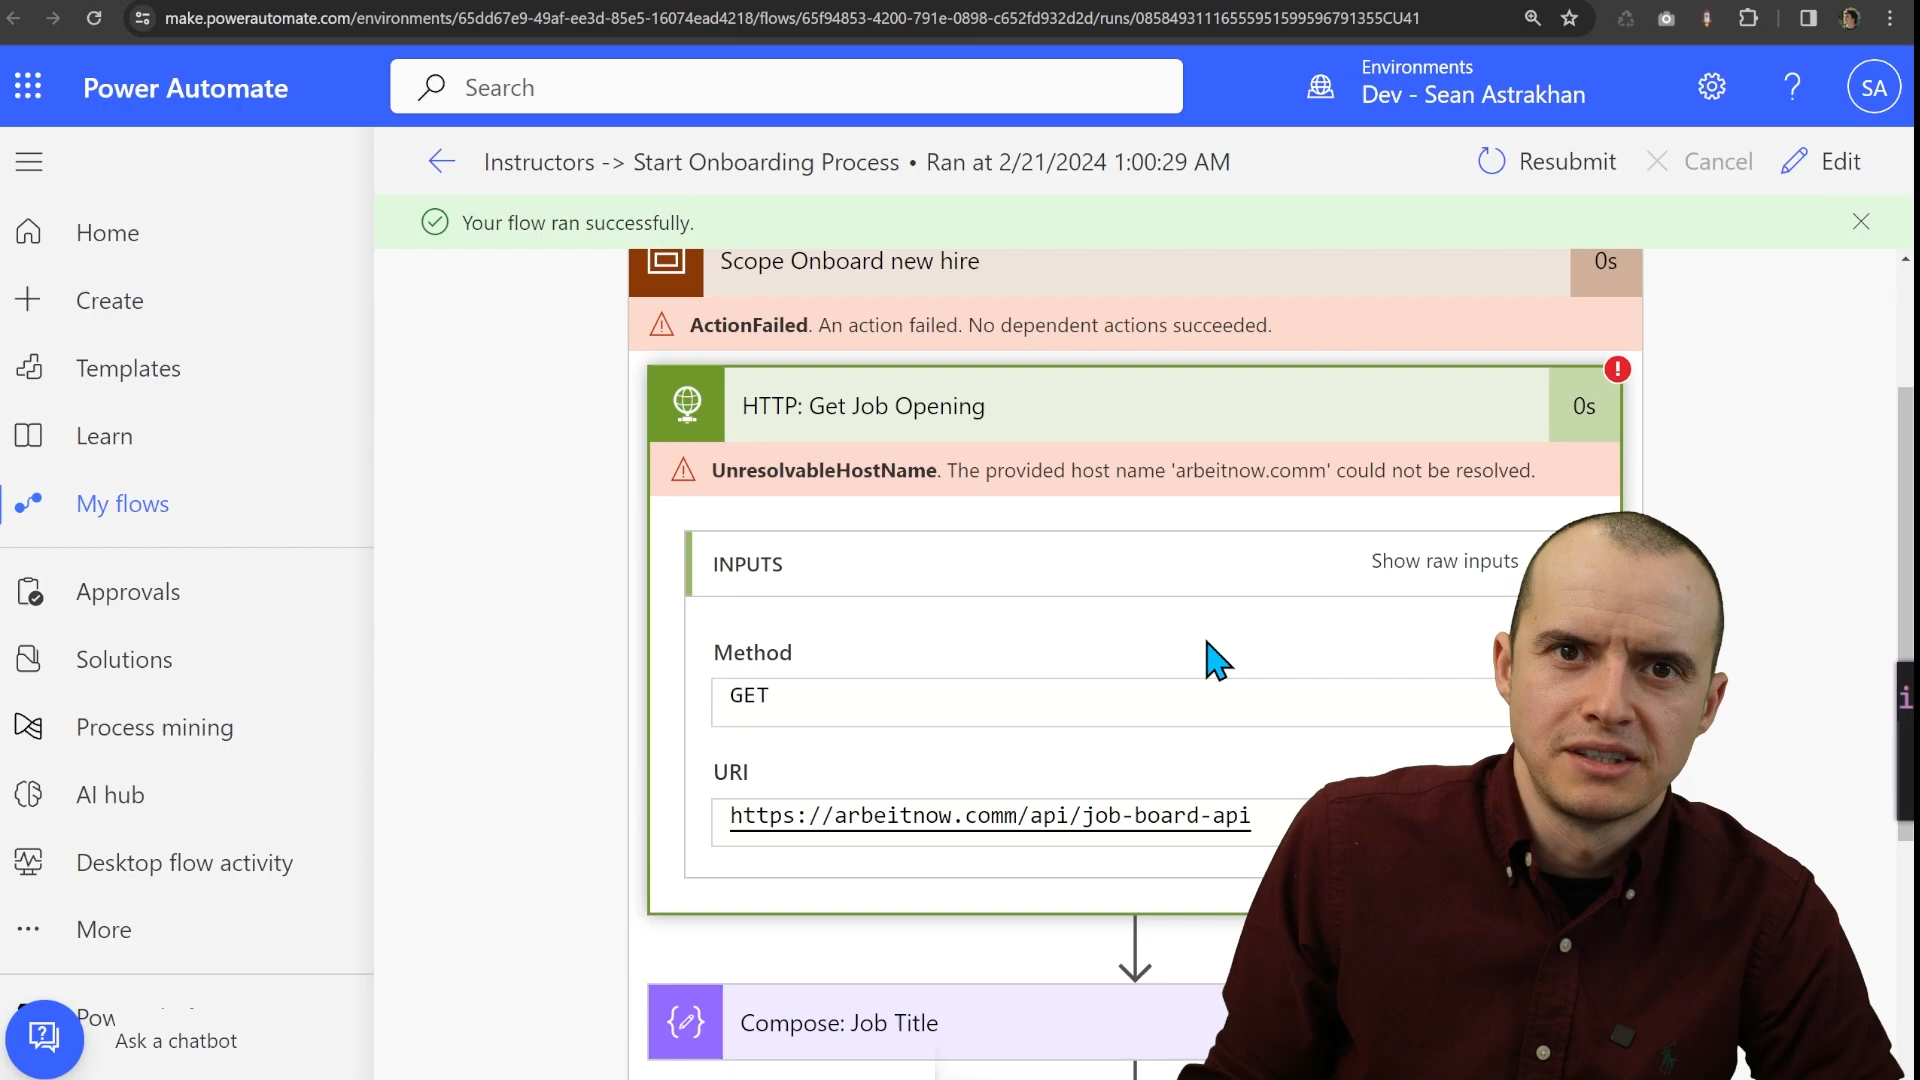 make.powerautomate.com/environments/65dd67e9-49af-ee3d-85e5-16074ead4218/flows/65f94853-4200-791e-0898-c652fd932d2d/runs/08584931116555951599596791355CU41
Power Automate
Search
Environments
Dev - Sean Astrakhan
?
SA
Instructors -> Start Onboarding Process • Ran at 2/21/2024 1:00:29 AM
Resubmit
Cancel
Edit
Your flow ran successfully.
Home
Create
Templates
Learn
My flows
Approvals
Solutions
Process mining
AI hub
Desktop flow activity
More
Ask a chatbot
Scope Onboard new hire
0s
ActionFailed. An action failed. No dependent actions succeeded.
HTTP: Get Job Opening
0s
UnresolvableHostName. The provided host name 'arbeitnow.comm' could not be resolved.
INPUTS
Show raw inputs
Method
GET
URI
https://arbeitnow.comm/api/job-board-api
Compose: Job Title